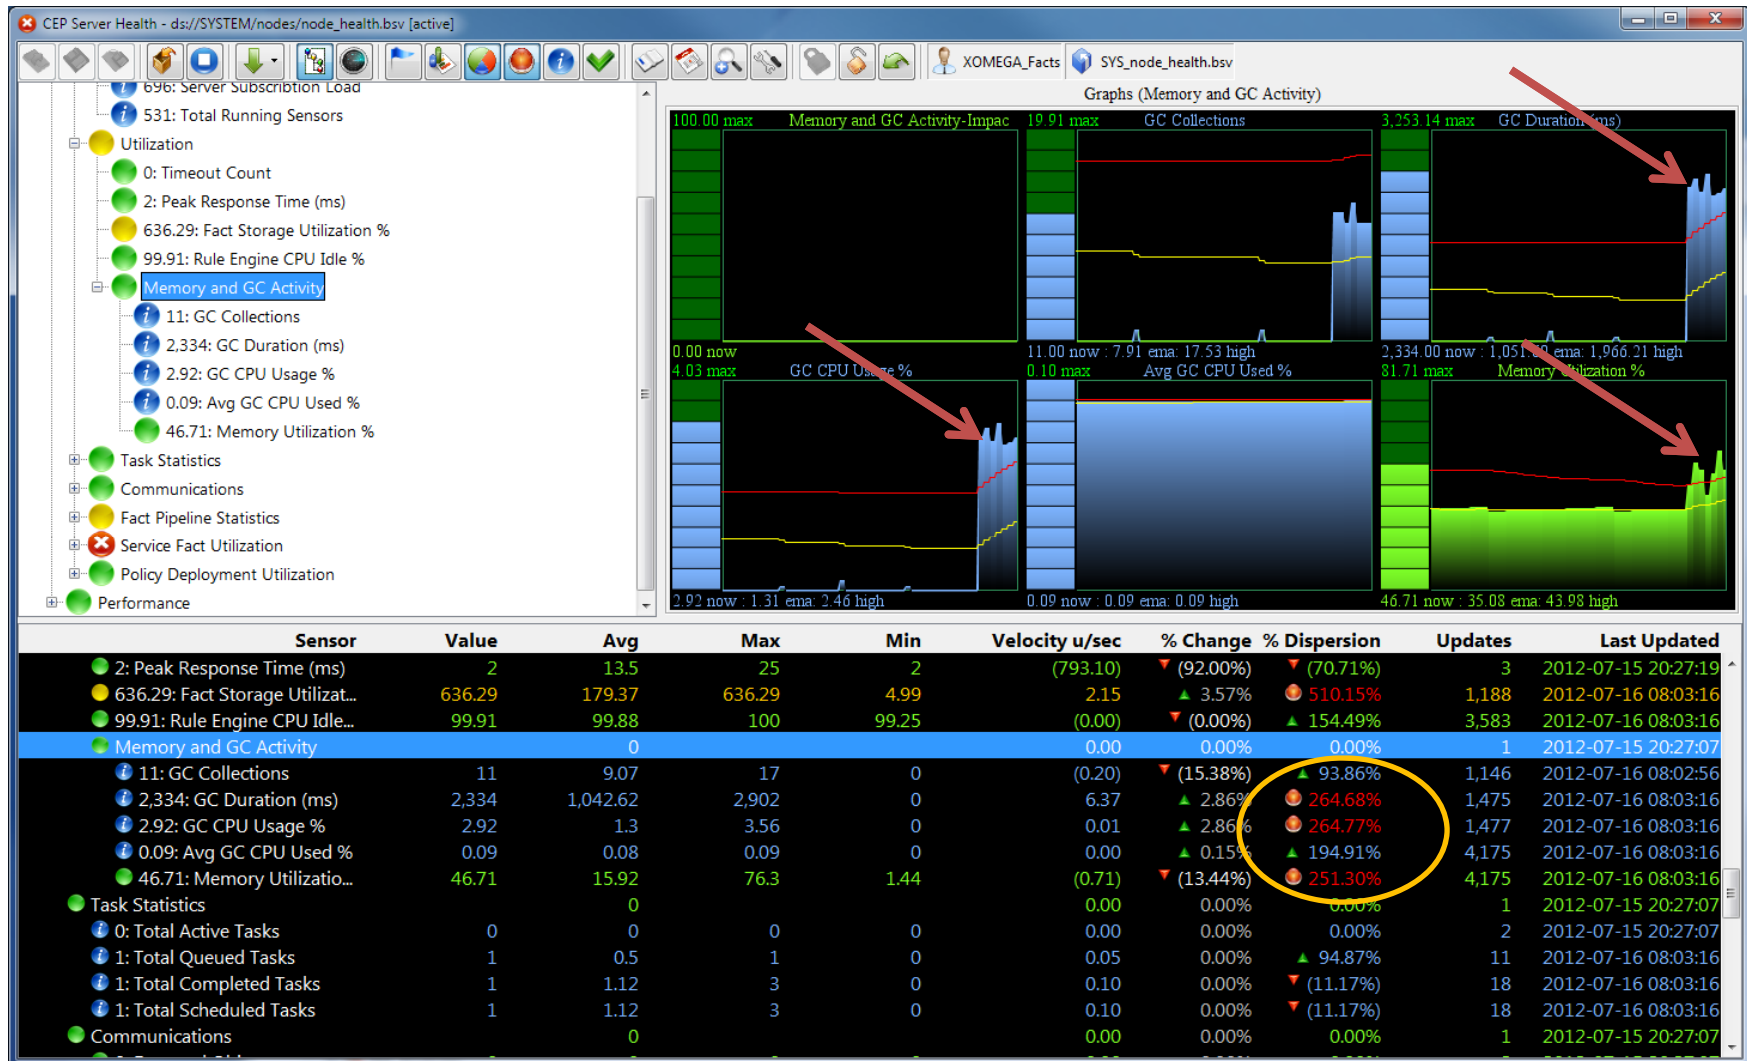 CEP Server Health - ds://SYSTEM/nodes/node_health.bsv [active]
XOMEGA_Facts SYS_node_health.bsv
696: Server Subscribtion Load
531: Total Running Sensors
Utilization
0: Timeout Count
2: Peak Response Time (ms)
636.29: Fact Storage Utilization %
99.91: Rule Engine CPU Idle %
Memory and GC Activity
11: GC Collections
2,334: GC Duration (ms)
2.92: GC CPU Usage %
0.09: Avg GC CPU Used %
46.71: Memory Utilization %
Task Statistics
Communications
Fact Pipeline Statistics
Service Fact Utilization
Policy Deployment Utilization
Performance
Graphs (Memory and GC Activity)
100.00 max Memory and GC Activity-Impac
0.00 now
19.91 max GC Collections
11.00 now : 7.91 ema: 17.53 high
3,253.14 max GC Duration (ms)
2,334.00 now : ema: 1,966.21 high
4.03 max GC CPU Usage %
2.92 now : 1.31 ema: 2.46 high
0.10 max Avg GC CPU Used %
0.09 now : 0.09 ema: 0.09 high
81.71 max Memory Utilization %
46.71 now : 35.08 ema: 43.98 high
Sensor Value Avg Max Min Velocity u/sec % Change % Dispersion Updates Last Updated
2: Peak Response Time (ms) 2 13.5 25 2 (793.10) (92.00%) (70.71%) 3 2012-07-15 20:27:19
636.29: Fact Storage Utilizat... 636.29 179.37 636.29 4.99 2.15 3.57% 510.15% 1,188 2012-07-16 08:03:16
99.91: Rule Engine CPU Idle... 99.91 99.88 100 99.25 (0.00) (0.00%) 154.49% 3,583 2012-07-16 08:03:16
Memory and GC Activity 0 0.00 0.00% 0.00% 1 2012-07-15 20:27:07
11: GC Collections 11 9.07 17 0 (0.20) (15.38%) 93.86% 1,146 2012-07-16 08:02:56
2,334: GC Duration (ms) 2,334 1,042.62 2,902 0 6.37 2.86% 264.68% 1,475 2012-07-16 08:03:16
2.92: GC CPU Usage % 2.92 1.3 3.56 0 0.01 2.86% 264.77% 1,477 2012-07-16 08:03:16
0.09: Avg GC CPU Used % 0.09 0.08 0.09 0 0.00 0.15% 194.91% 4,175 2012-07-16 08:03:16
46.71: Memory Utilizatio... 46.71 15.92 76.3 1.44 (0.71) (13.44%) 251.30% 4,175 2012-07-16 08:03:16
Task Statistics 0 0.00 0.00% 0.00% 1 2012-07-15 20:27:07
0: Total Active Tasks 0 0 0 0 0.00 0.00% 0.00% 2 2012-07-15 20:27:07
1: Total Queued Tasks 1 0.5 1 0 0.05 0.00% 94.87% 11 2012-07-16 08:03:16
1: Total Completed Tasks 1 1.12 3 0 0.10 0.00% (11.17%) 18 2012-07-16 08:03:16
1: Total Scheduled Tasks 1 1.12 3 0 0.10 0.00% (11.17%) 18 2012-07-16 08:03:16
Communications 0 0.00 0.00% 0.00% 1 2012-07-15 20:27:07